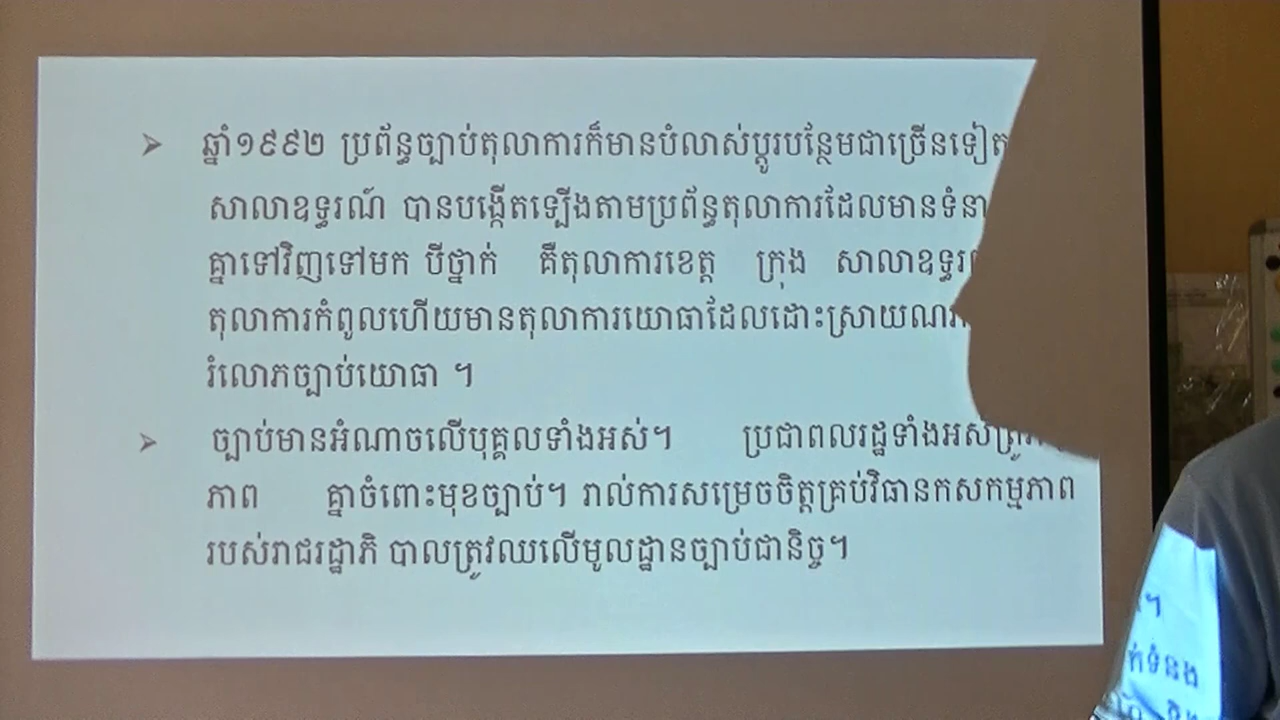 ➢ ឆ្នាំ១៩៩២ ប្រព័ន្ធច្បាប់តុលាការក៏មានបំលាស់ប្តូរបន្ថែមជាច្រើនទៀត
សាលាឧទ្ធរណ៍ បានបង្កើតឡើងតាមប្រព័ន្ធតុលាការដែលមាន
គ្នាទៅវិញទៅមក បីថ្នាក់ គឺតុលាការខេត្ត ក្រុង
តុលាការកំពូលហើយមានតុលាការយោធាដែលដោះស្រាយ
រំលោភច្បាប់យោធា ។
➢ ច្បាប់មានអំណាចលើបុគ្គលទាំងអស់។ ប្រជាពលរដ្ឋទាំងអស់
ភាព គ្នាចំពោះមុខច្បាប់។ រាល់ការសម្រេចចិត្តគ្រប់វិធានកសកម្មភាព
របស់រាជរដ្ឋាភិ បាលត្រូវឈរលើមូលដ្ឋានច្បាប់ជានិច្ច។